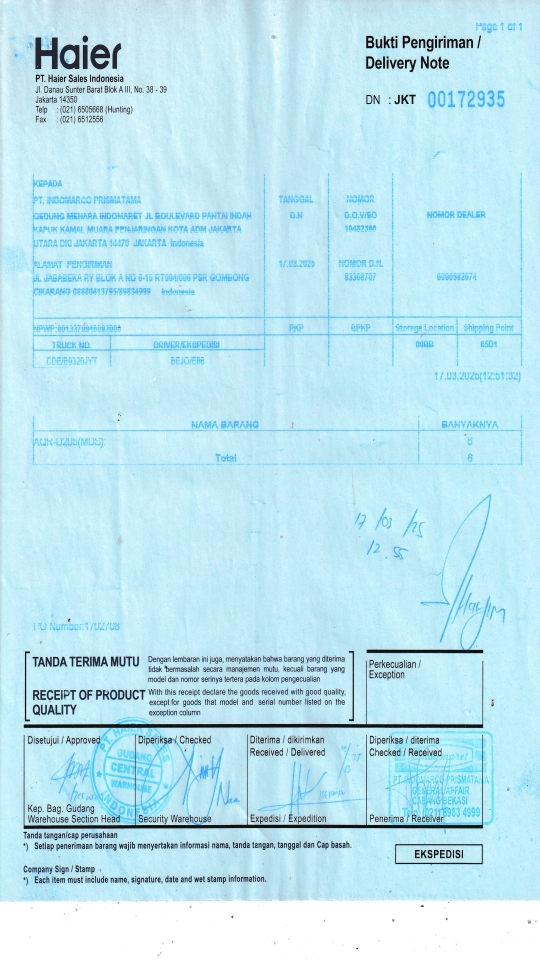 Page 1 of 1
Haier
Bukti Pengiriman /
Delivery Note
PT. Haier Sales Indonesia
Jl. Danau Sunter Barat Blok A III, No. 38 - 39
Jakarta 14350
Telp : (021) 6505668 (Hunting)
Fax : (021) 6512556
DN : JKT 00172935
KEPADA
PT. INDOMARCO PRISMATAMA
GEDUNG MENARA INDOMARET JL BOULEVARD PANTAI INDAH
KAPUK KAMAL MUARA PENJARINGAN KOTA ADM JAKARTA
UTARA DKI JAKARTA 14470 JAKARTA Indonesia
TANGGAL
D.N
NOMOR
D.O.V/SO
NOMOR DEALER
ALAMAT PENGIRIMAN
JL JABABEKA RY BLOK A NO 6-15 PSR GOMBONG
CIKARANG Indonesia
17.03.2025
NOMOR D.N.
83368707
PKP
GPKP
Storage Location
Shipping Point
TRUCK NO.
DRIVER/EKSPEDISI
17.03.2025(12:51:32)
NAMA BARANG
BANYAKNYA
Total
6
17/03/25
12.55
TANDA TERIMA MUTU
Dengan lembaran ini juga, menyatakan bahwa barang yang diterima
tidak bermasalah secara manajemen mutu, kecuali barang yang
model dan nomor serinya tertera pada kolom pengecualian
RECEIPT OF PRODUCT
QUALITY
With this receipt declare the goods received with good quality,
except for goods that model and serial number listed on the
exception column
Perkecualian /
Exception
Disetujui / Approved
Diperiksa / Checked
Diterima / dikirimkan
Received / Delivered
Diperiksa / diterima
Checked / Received
GUDANG
CENTRAL
WAREHOUSE
INDONESIA
PT. INDOMARCO PRISMATAMA
GENERAL AFFAIR
CABANG BEKASI
Kep. Bag. Gudang
Warehouse Section Head
Security Warehouse
Expedisi / Expedition
Penerima / Receiver
Tanda tangan/cap perusahaan
*) Setiap penerimaan barang wajib menyertakan informasi nama, tanda tangan, tanggal dan Cap basah.
EKSPEDISI
Company Sign / Stamp
*) Each item must include name, signature, date and wet stamp information.